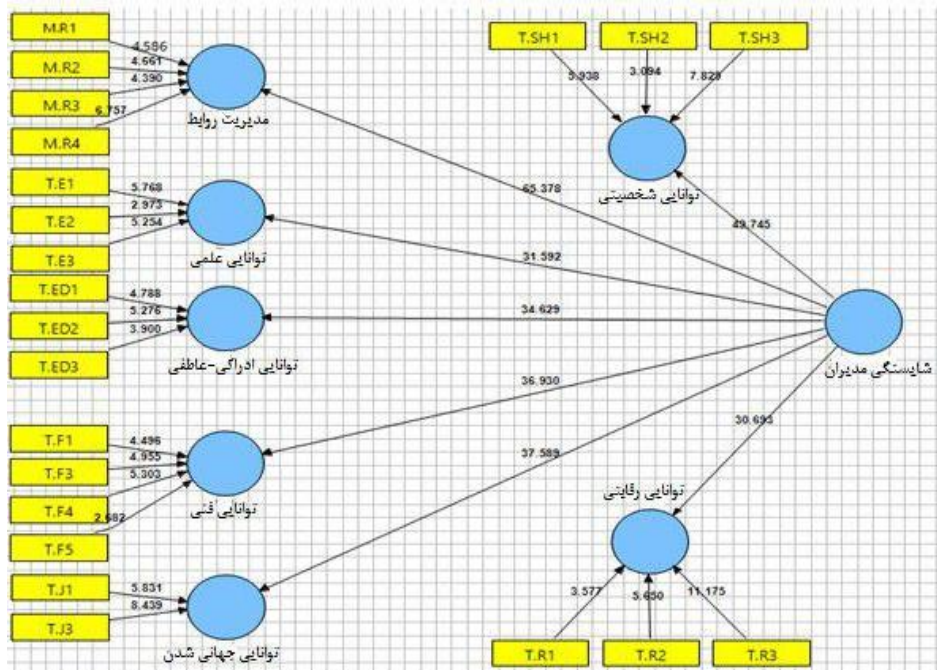 M.R1
4.586
M.R2
4.661
M.R3
4.390
M.R4
6.757
مدیریت روابط
T.E1
5.768
T.E2
2.973
T.E3
5.254
توانایی علمی
T.ED1
4.788
T.ED2
5.276
T.ED3
3.900
توانایی ادراکی-عاطفی
T.F1
4.496
T.F3
4.955
T.F4
5.303
T.F5
2.682
توانایی فنی
T.J1
5.831
T.J3
8.439
توانایی جهانی شدن
65.378
31.592
34.629
36.930
37.589
T.SH1
T.SH2
T.SH3
5.938
3.094
7.829
توانایی شخصیتی
49.745
شایستگی مدیران
30.693
توانایی رقابتی
3.577
5.650
11.175
T.R1
T.R2
T.R3